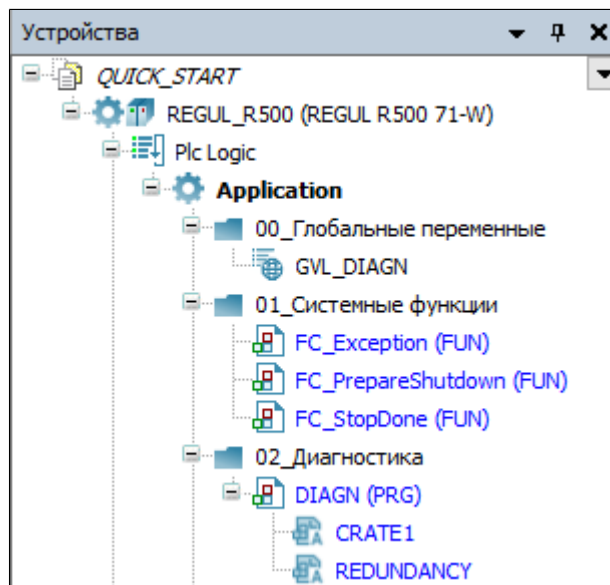 Устройства
QUICK_START
REGUL_R500 (REGUL R500 71-W)
Plc Logic
Application
00_Глобальные переменные
GVL_DIAGN
01_Системные функции
FC_Exception (FUN)
FC_PrepareShutdown (FUN)
FC_StopDone (FUN)
02_Диагностика
DIAGN (PRG)
CRATE1
REDUNDANCY